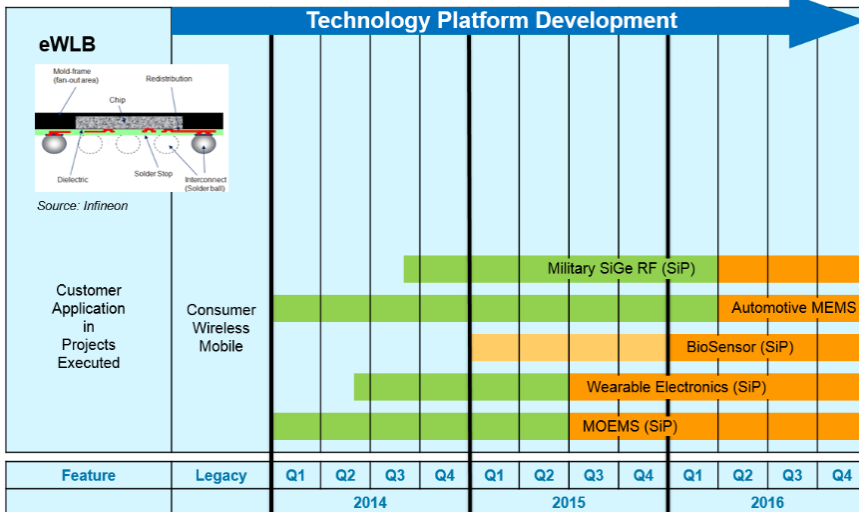 Technology Platform Development
eWLB
Mold-frame
(fan-out area)
Redistribution
Chip
Dielectric
Solder Stop
Interconnect
(Solder ball)
Source: Infineon
Customer
Application
in
Projects
Executed
Consumer
Wireless
Mobile
Military SiGe RF (SiP)
Automotive MEMS
BioSensor (SiP)
Wearable Electronics (SiP)
MOEMS (SiP)
Feature Legacy Q1 Q2 Q3 Q4 Q1 Q2 Q3 Q4 Q1 Q2 Q3 Q4
2014 2015 2016